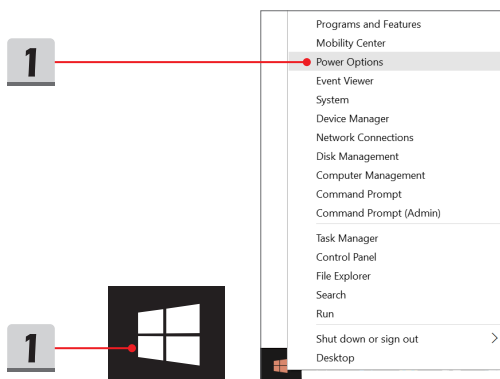 1
Programs and Features
Mobility Center
Power Options
Event Viewer
System
Device Manager
Network Connections
Disk Management
Computer Management
Command Prompt
Command Prompt (Admin)
Task Manager
Control Panel
File Explorer
Search
Run
Shut down or sign out
Desktop
1